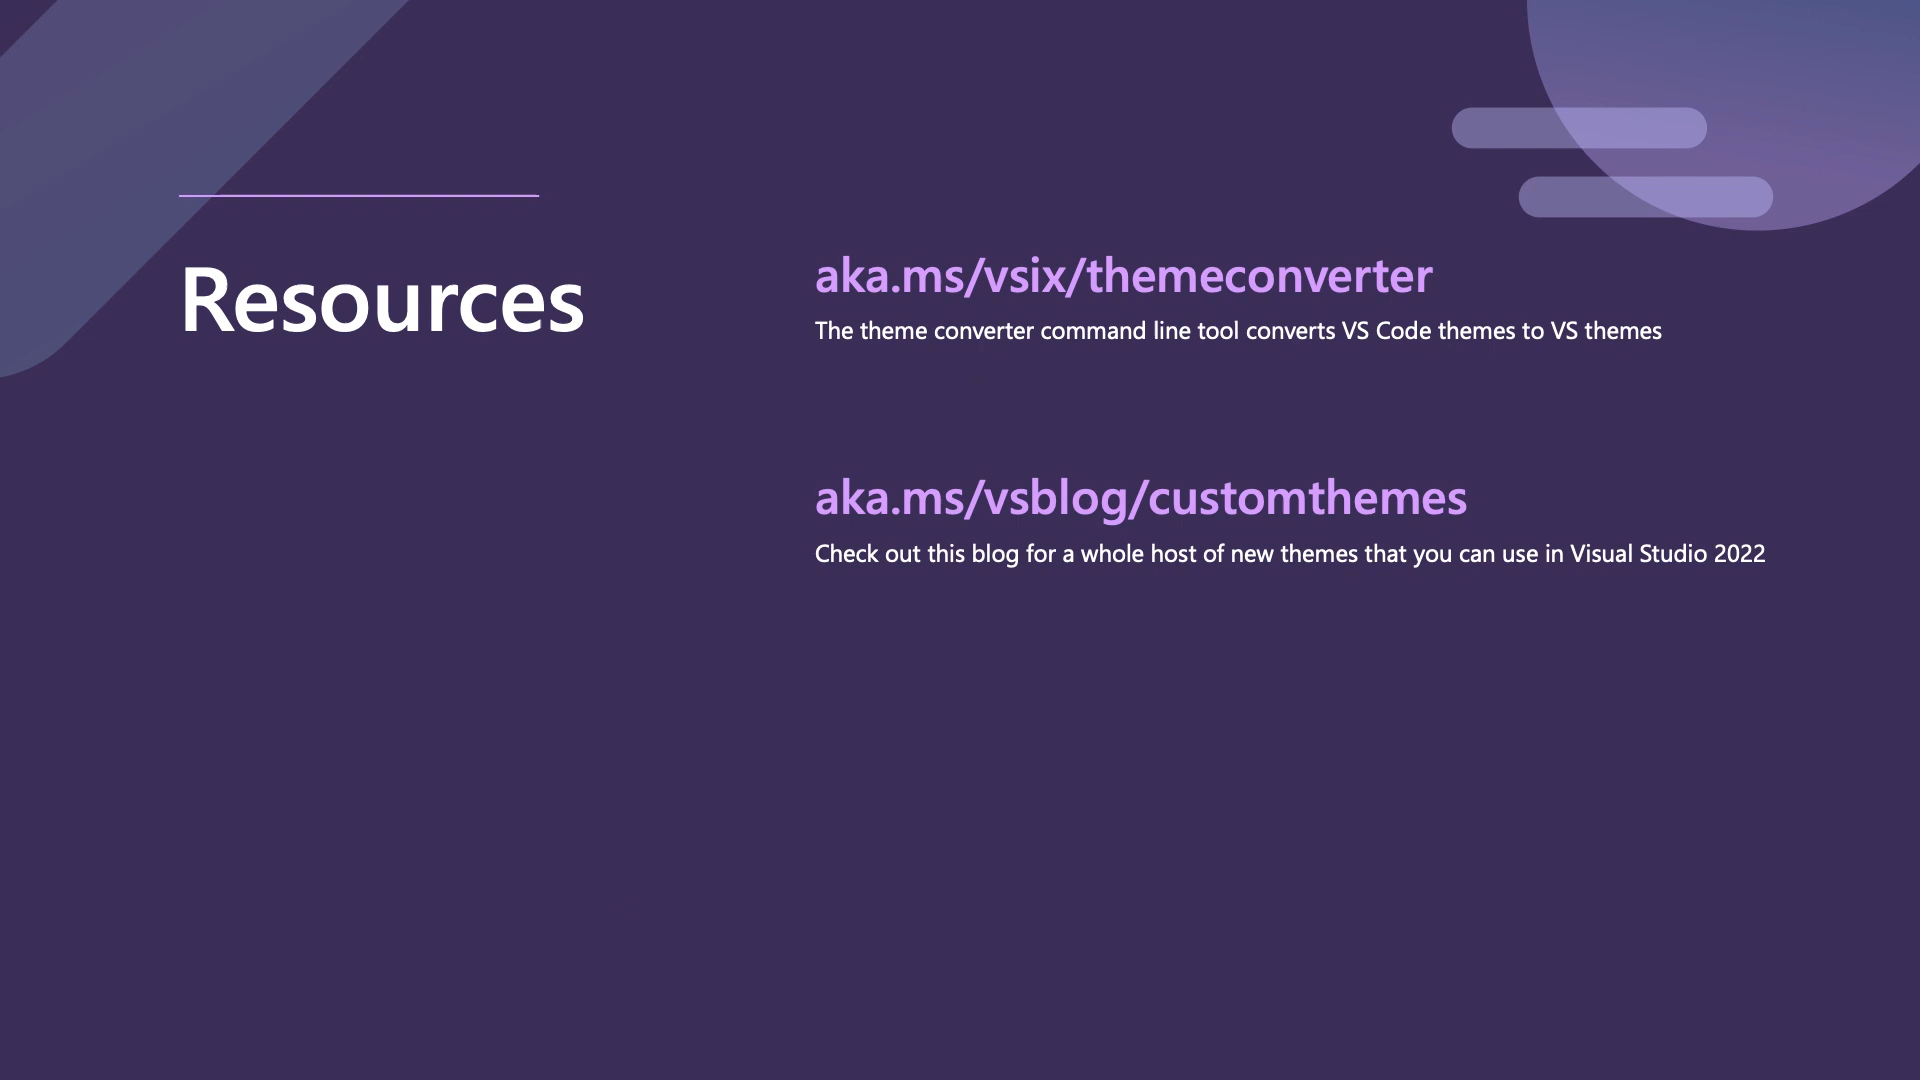 Resources
aka.ms/vsix/themeconverter
The theme converter command line tool converts VS Code themes to VS themes
aka.ms/vsblog/customthemes
Check out this blog for a whole host of new themes that you can use in Visual Studio 2022